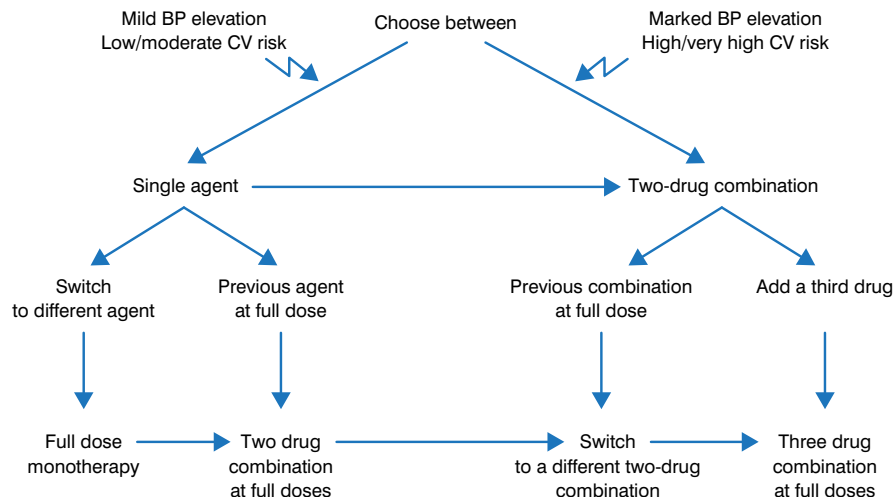 Mild BP elevation
Low/moderate CV risk
Choose between
Marked BP elevation
High/very high CV risk
Single agent
Two-drug combination
Switch
to different agent
Previous agent
at full dose
Previous combination
at full dose
Add a third drug
Full dose
monotherapy
Two drug
combination
at full doses
Switch
to a different two-drug
combination
Three drug
combination
at full doses